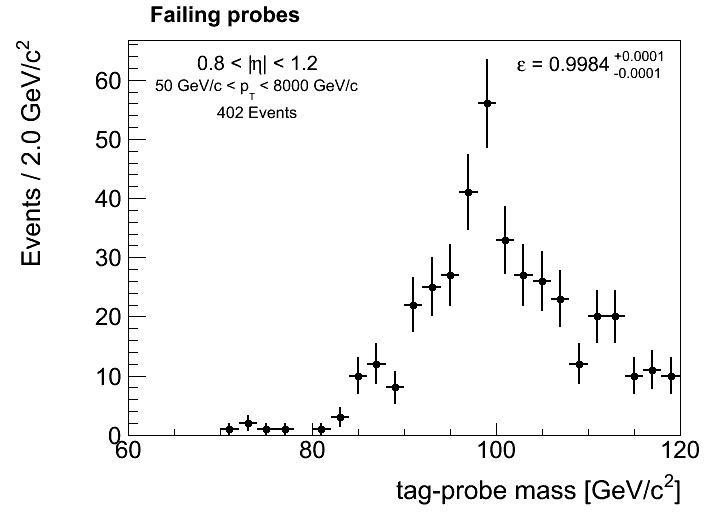 Failing probes
0.8 < |η| < 1.2
50 GeV/c < p_T < 8000 GeV/c
402 Events
ε = 0.9984 +0.0001 -0.0001
Events / 2.0 GeV/c²
60
50
40
30
20
10
0
60 80 100 120
tag-probe mass [GeV/c²]